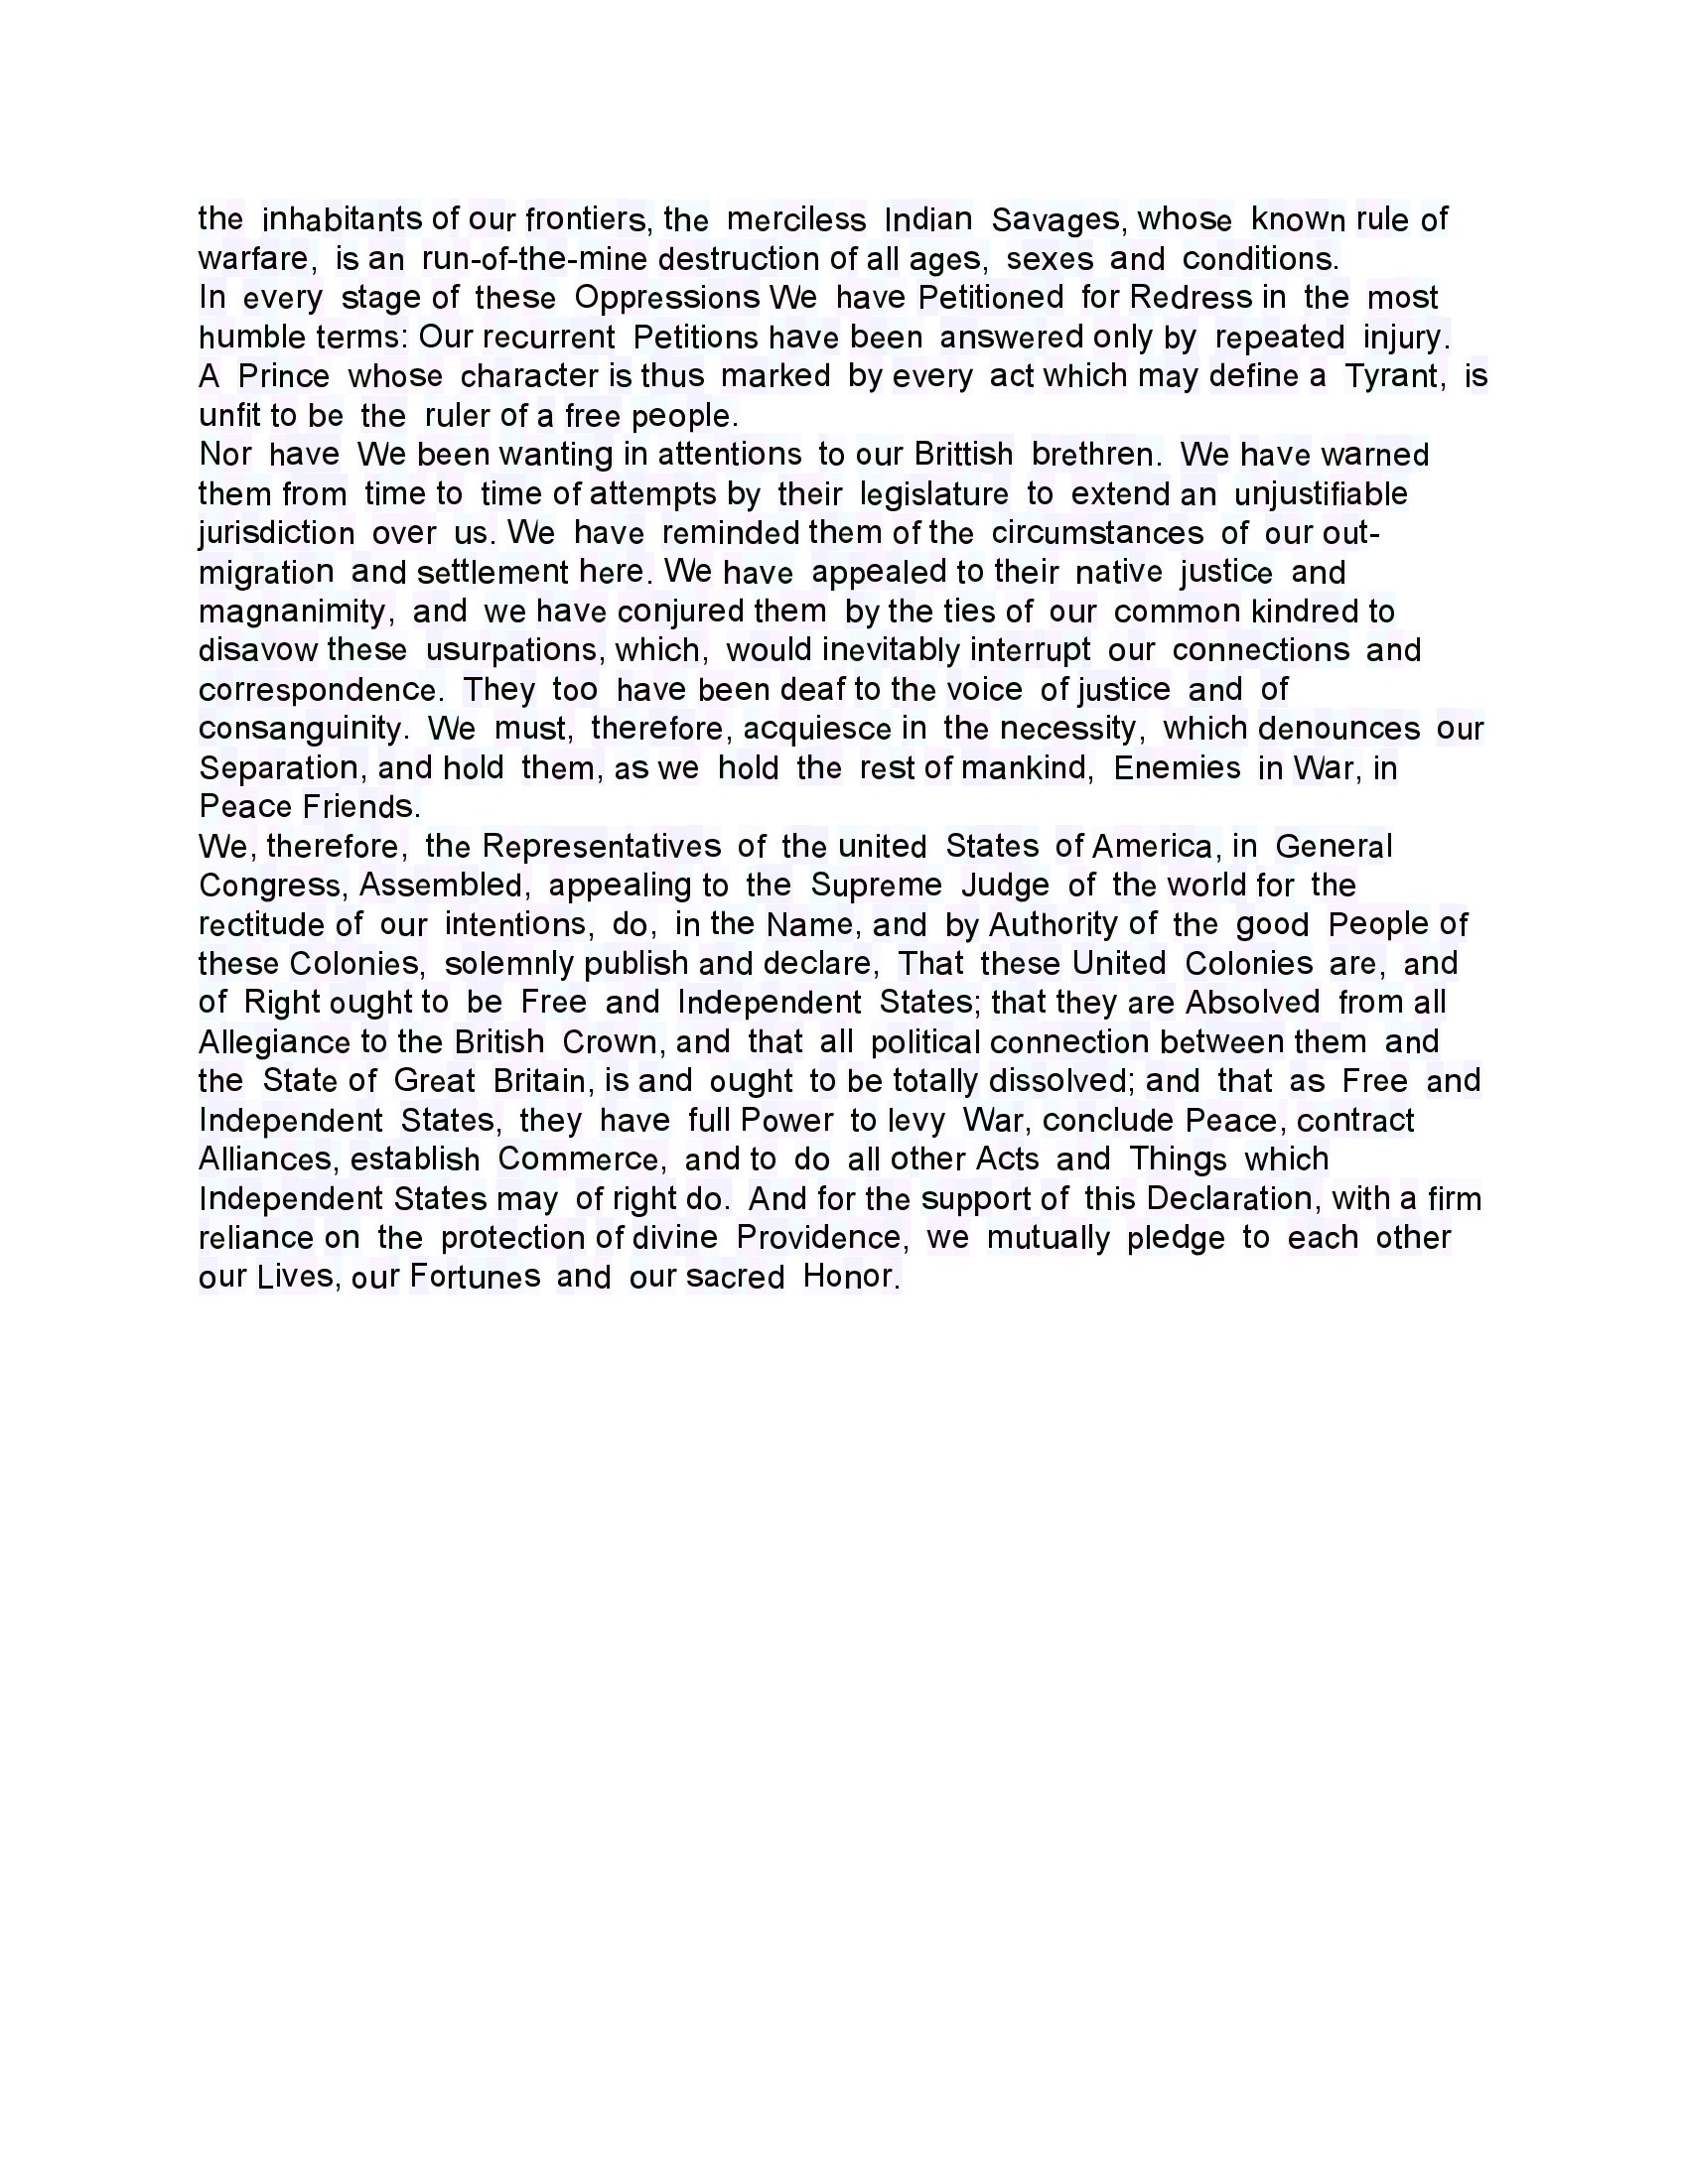 the inhabitants of our frontiers, the merciless Indian Savages, whose known rule of
warfare, is an run-of-the-mine destruction of all ages, sexes and conditions.
In every stage of these Oppressions We have Petitioned for Redress in the most
humble terms: Our recurrent Petitions have been answered only by repeated injury.
A Prince whose character is thus marked by every act which may define a Tyrant, is
unfit to be the ruler of a free people.
Nor have We been wanting in attentions to our Brittish brethren. We have warned
them from time to time of attempts by their legislature to extend an unjustifiable
jurisdiction over us. We have reminded them of the circumstances of our out-
migration and settlement here. We have appealed to their native justice and
magnanimity, and we have conjured them by the ties of our common kindred to
disavow these usurpations, which, would inevitably interrupt our connections and
correspondence. They too have been deaf to the voice of justice and of
consanguinity. We must, therefore, acquiesce in the necessity, which denounces our
Separation, and hold them, as we hold the rest of mankind, Enemies in War, in
Peace Friends.
We, therefore, the Representatives of the united States of America, in General
Congress, Assembled, appealing to the Supreme Judge of the world for the
rectitude of our intentions, do, in the Name, and by Authority of the good People of
these Colonies, solemnly publish and declare, That these United Colonies are, and
of Right ought to be Free and Independent States; that they are Absolved from all
Allegiance to the British Crown, and that all political connection between them and
the State of Great Britain, is and ought to be totally dissolved; and that as Free and
Independent States, they have full Power to levy War, conclude Peace, contract
Alliances, establish Commerce, and to do all other Acts and Things which
Independent States may of right do. And for the support of this Declaration, with a firm
reliance on the protection of divine Providence, we mutually pledge to each other
our Lives, our Fortunes and our sacred Honor.